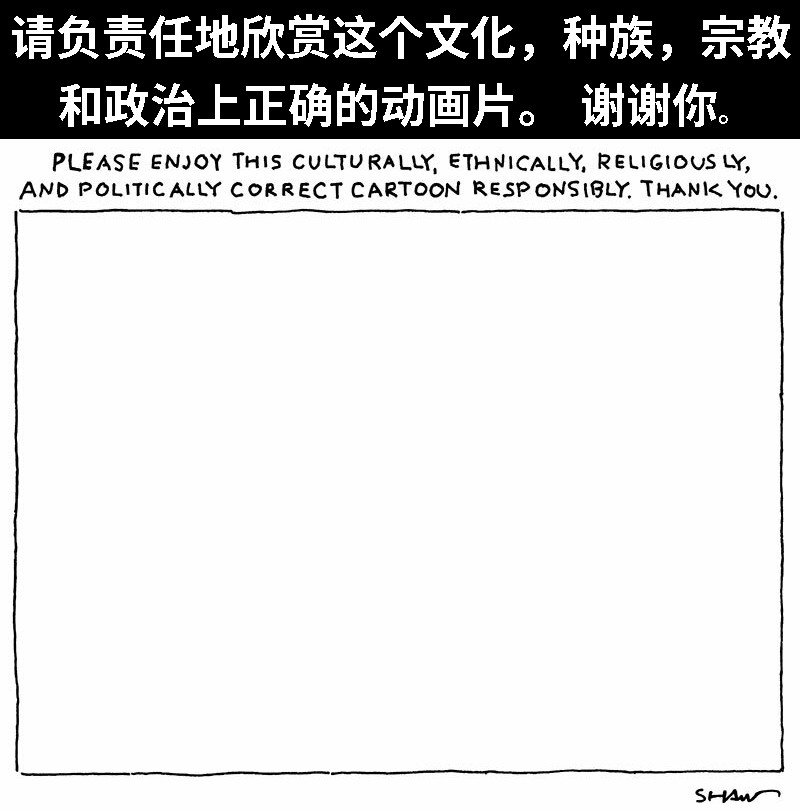 请负责任地欣赏这个文化，种族，宗教
和政治上正确的动画片。 谢谢你。
PLEASE ENJOY THIS CULTURALLY, ETHNICALLY, RELIGIOUSLY,
AND POLITICALLY CORRECT CARTOON RESPONSIBLY. THANK YOU.
SHAW